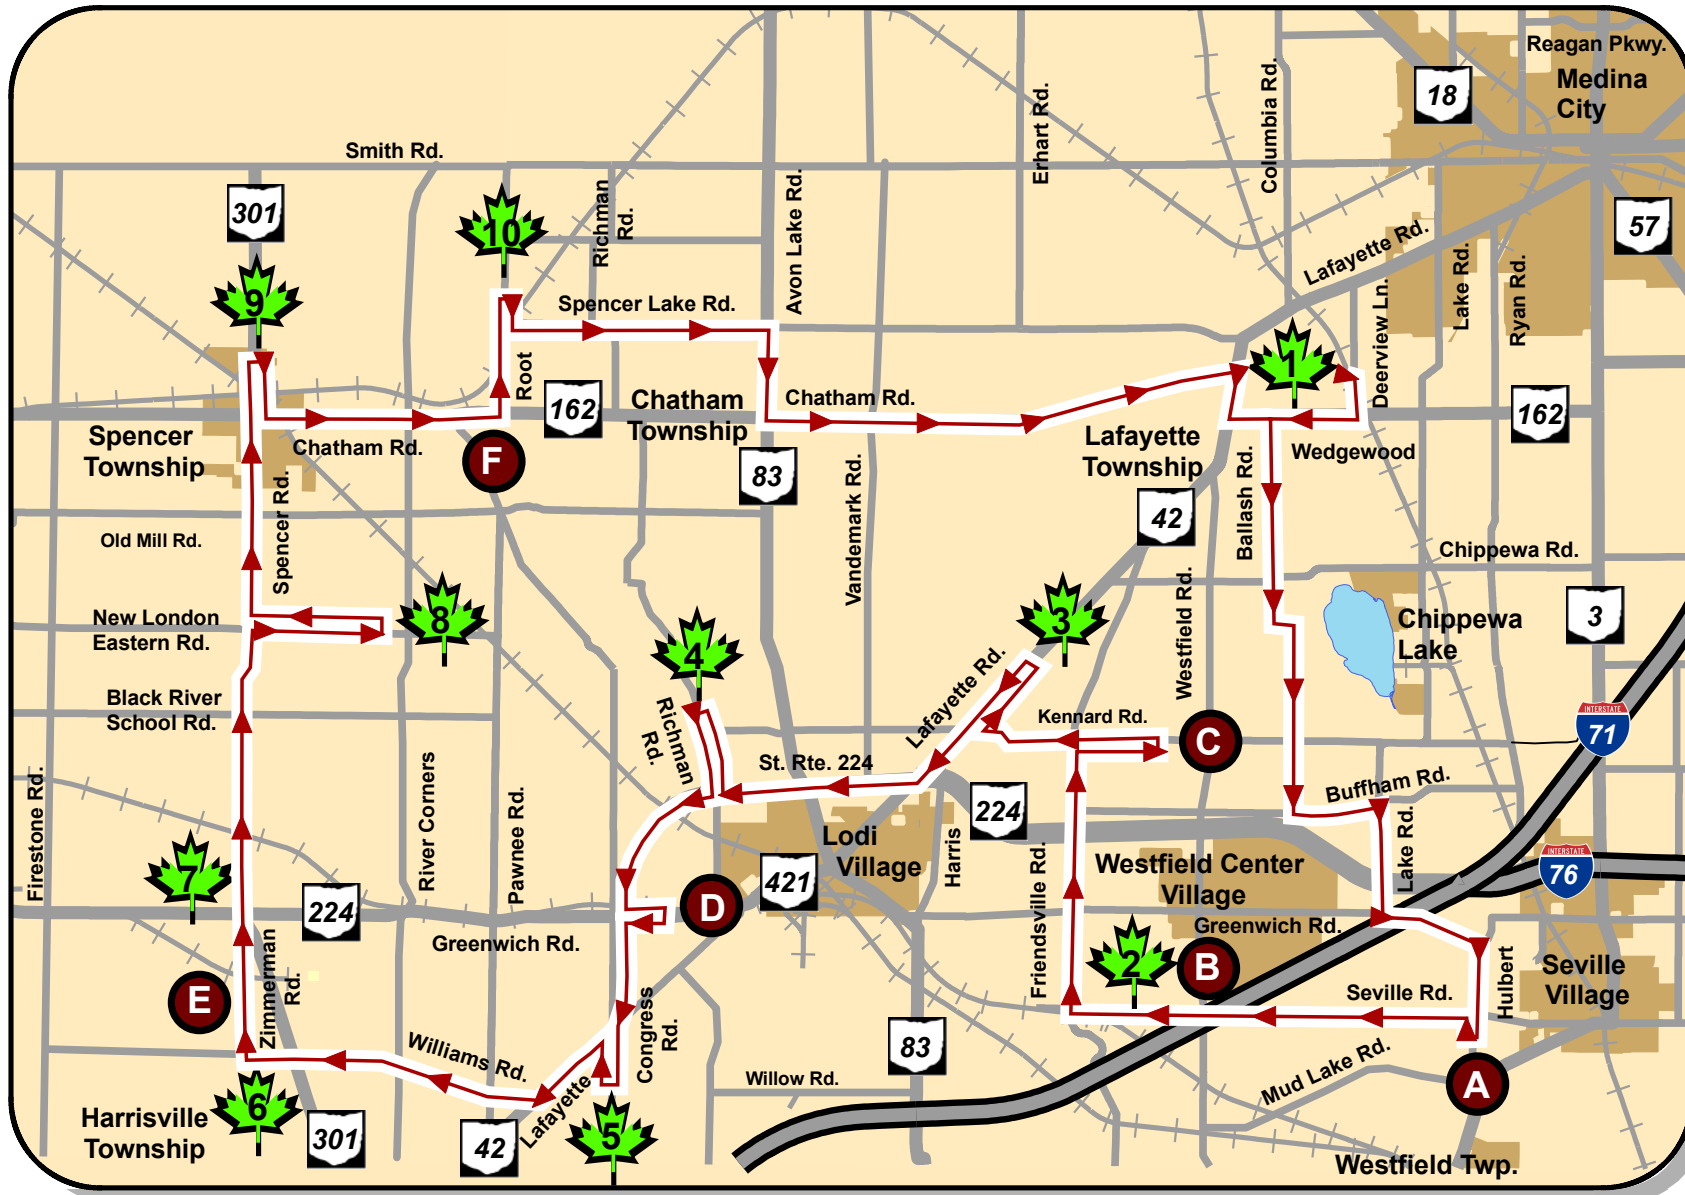 Reagan Pkwy.
Medina
City
18
Smith Rd.
Erhart Rd.
Columbia Rd.
301
10
Richman
Rd.
Avon Lake Rd.
57
Lafayette Rd.
Lake Rd.
Ryan Rd.
9
Spencer Lake Rd.
Deerview Ln.
1
Root
162
Chatham
Township
Chatham Rd.
162
Spencer
Township
Chatham Rd.
F
83
Lafayette
Township
Wedgewood
Ballash Rd.
Vandemark Rd.
42
Spencer Rd.
Old Mill Rd.
Chippewa Rd.
New London
Eastern Rd.
8
3
Westfield Rd.
Chippewa
Lake
3
4
Black River
School Rd.
Richman
Rd.
Lafayette Rd.
Kennard Rd.
C
INTERSTATE
71
St. Rte. 224
Firestone Rd.
River Corners
Pawnee Rd.
224
Buffham Rd.
Lodi
Village
Harris
Friendsville Rd.
Westfield Center
Village
Lake Rd.
INTERSTATE
76
7
421
224
D
Greenwich Rd.
Greenwich Rd.
2
B
Seville
Village
Zimmerman
Rd.
E
Congress
Rd.
Seville Rd.
Hulbert
Williams Rd.
83
Mud Lake Rd.
Willow Rd.
A
Lafayette
6
Harrisville
Township
301
42
5
Westfield Twp.